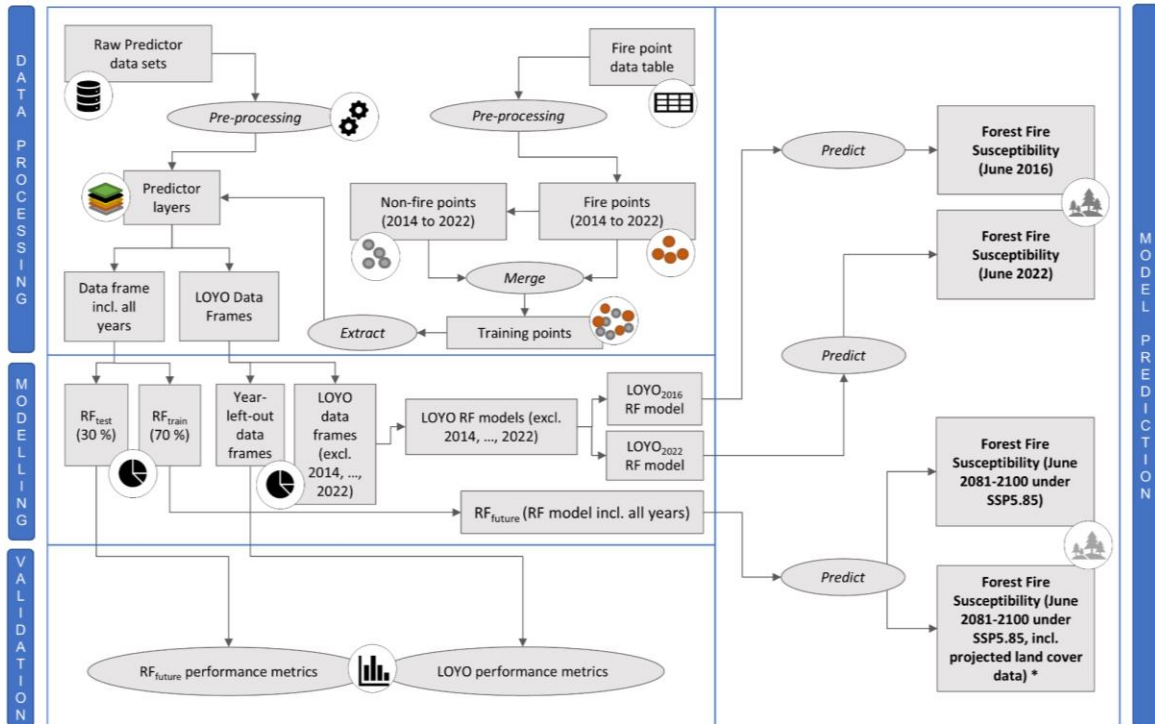 DATA PROCESSING
Raw Predictor
data sets
Pre-processing
Predictor
layers
Data frame
incl. all
years
LOYO Data
Frames
Fire point
data table
Pre-processing
Non-fire points
(2014 to 2022)
Fire points
(2014 to 2022)
Merge
Training points
Extract
MODELLING
RFtest
(30 %)
RFtrain
(70 %)
Year-
left-out
data
frames
LOYO
data
frames
(excl.
2014, ...,
2022)
LOYO RF models (excl.
2014, ..., 2022)
LOYO2016
RF model
LOYO2022
RF model
RFfuture (RF model incl. all years)
VALIDATION
RFfuture performance metrics
LOYO performance metrics
MODEL PREDICTION
Predict
Forest Fire
Susceptibility
(June 2016)
Forest Fire
Susceptibility
(June 2022)
Predict
Forest Fire
Susceptibility (June
2081-2100 under
SSP5.85)
Predict
Forest Fire
Susceptibility (June
2081-2100 under
SSP5.85, incl.
projected land cover
data) *